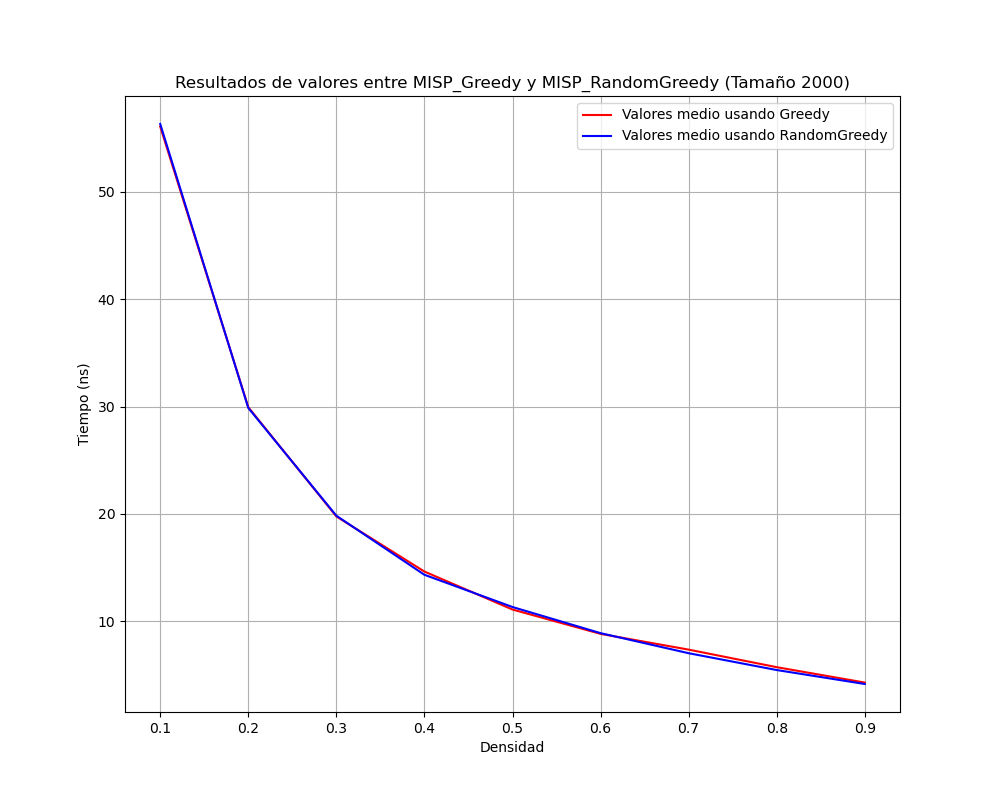 Resultados de valores entre MISP_Greedy y MISP_RandomGreedy (Tamaño 2000)
Valores medio usando Greedy
Valores medio usando RandomGreedy
Tiempo (ns)
50
40
30
20
10
0.1 0.2 0.3 0.4 0.5 0.6 0.7 0.8 0.9
Densidad